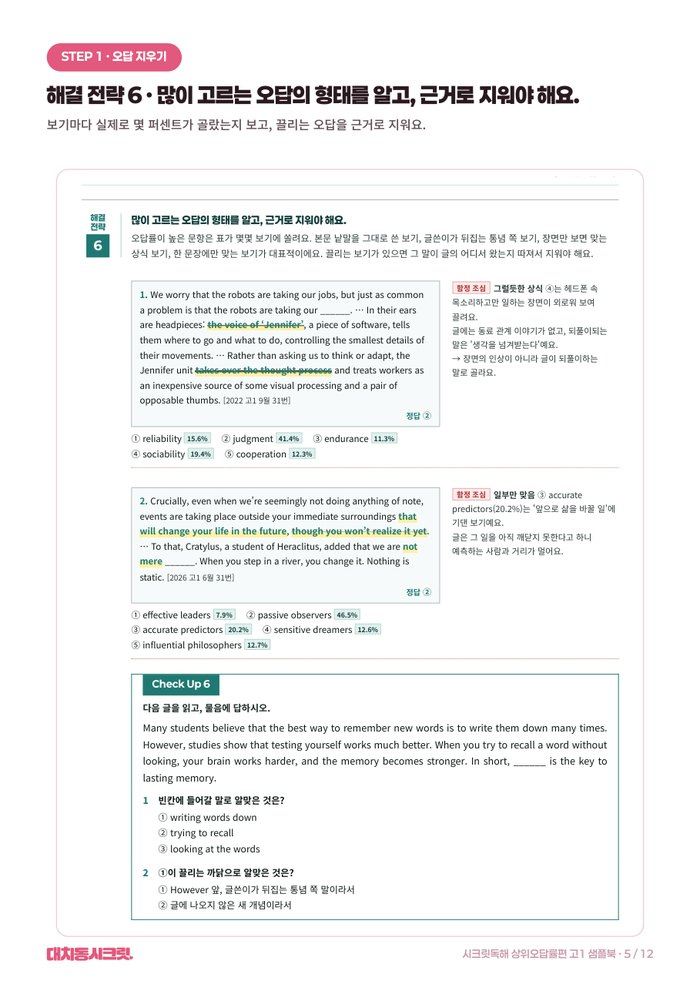 STEP 1 · 오답 지우기
해결 전략 6 · 많이 고르는 오답의 형태를 알고, 근거로 지워야 해요.
보기마다 실제로 몇 퍼센트가 골랐는지 보고, 끌리는 오답을 근거로 지워요.
해결
전략
6
많이 고르는 오답의 형태를 알고, 근거로 지워야 해요.
오답률이 높은 문항은 표가 몇몇 보기에 쏠려요. 본문 낱말을 그대로 쓴 보기, 글쓴이가 뒤집는 통념 쪽 보기, 장면만 보면 맞는
상식 보기, 한 문장에만 맞는 보기가 대표적이에요. 끌리는 보기가 있으면 그 말이 글의 어디서 왔는지 따져서 지워야 해요.
1. We worry that the robots are taking our jobs, but just as common
a problem is that the robots are taking our ______. ⋯ In their ears
are headpieces: the voice of ‘Jennifer’, a piece of software, tells
them where to go and what to do, controlling the smallest details of
their movements. ⋯ Rather than asking us to think or adapt, the
Jennifer unit takes over the thought process and treats workers as
an inexpensive source of some visual processing and a pair of
opposable thumbs. [2022 고1 9월 31번]
정답 ②
① reliability 15.6% ② judgment 41.4% ③ endurance 11.3%
④ sociability 19.4% ⑤ cooperation 12.3%
함정 조심 그럴듯한 상식 ④는 헤드폰 속
목소리하고만 일하는 장면이 외로워 보여
끌려요.
글에는 동료 관계 이야기가 없고, 되풀이되는
말은 '생각을 넘겨받는다'예요.
→ 장면의 인상이 아니라 글이 되풀이하는
말로 골라요.
2. Crucially, even when we’re seemingly not doing anything of note,
events are taking place outside your immediate surroundings that
will change your life in the future, though you won’t realize it yet.
⋯ To that, Cratylus, a student of Heraclitus, added that we are not
mere ______. When you step in a river, you change it. Nothing is
static. [2026 고1 6월 31번]
정답 ②
① effective leaders 7.9% ② passive observers 46.5%
③ accurate predictors 20.2% ④ sensitive dreamers 12.6%
⑤ influential philosophers 12.7%
함정 조심 일부만 맞음 ③ accurate
predictors(20.2%)는 '앞으로 삶을 바꿀 일'에
기댄 보기예요.
글은 그 일을 아직 깨닫지 못한다고 하니
예측하는 사람과 거리가 멀어요.
Check Up 6
다음 글을 읽고, 물음에 답하시오.
Many students believe that the best way to remember new words is to write them down many times.
However, studies show that testing yourself works much better. When you try to recall a word without
looking, your brain works harder, and the memory becomes stronger. In short, ______ is the key to
lasting memory.
1 빈칸에 들어갈 말로 알맞은 것은?
① writing words down
② trying to recall
③ looking at the words
2 ①이 끌리는 까닭으로 알맞은 것은?
① However 앞, 글쓴이가 뒤집는 통념 쪽 말이라서
② 글에 나오지 않은 새 개념이라서
대치동시크릿.
시크릿독해 상위오답률편 고1 샘플북 · 5 / 12